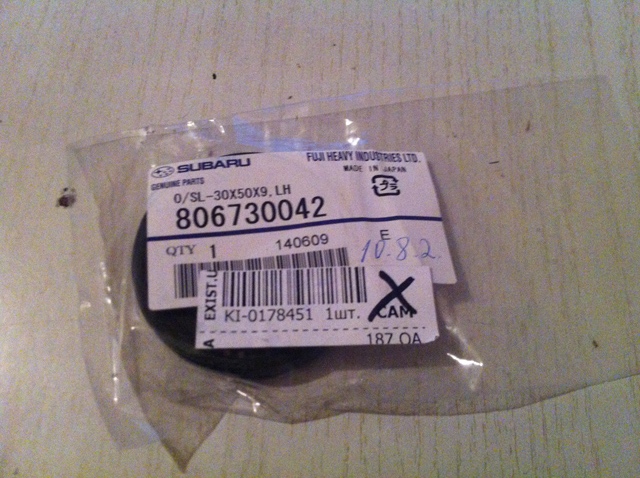 SUBARU
FUJI HEAVY INDUSTRIES LTD.
GENUINE PARTS
MADE IN JAPAN
O/SL-30X50X9,LH
806730042
E
QTY 1
140609
10.8.2.
EXIST.
KI-0178451 1шт.
X
CAM
A
187 OA